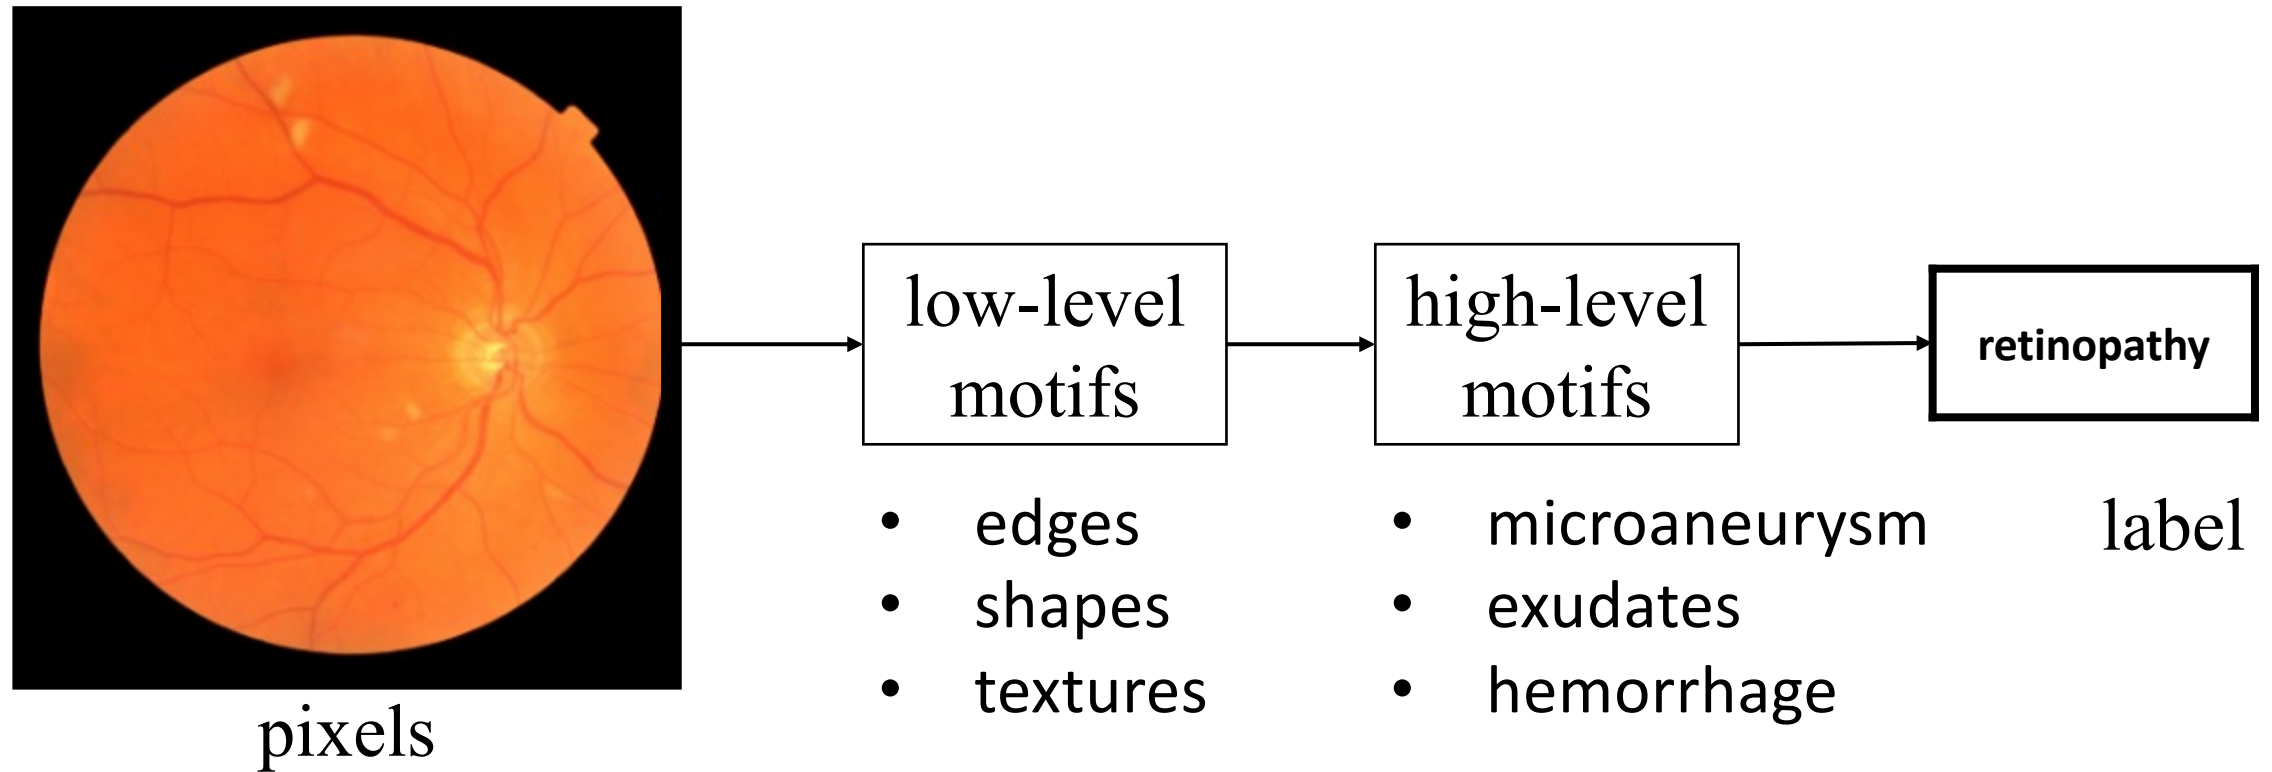 pixels
low-level
motifs
• edges
• shapes
• textures
high-level
motifs
• microaneurysm
• exudates
• hemorrhage
retinopathy
label